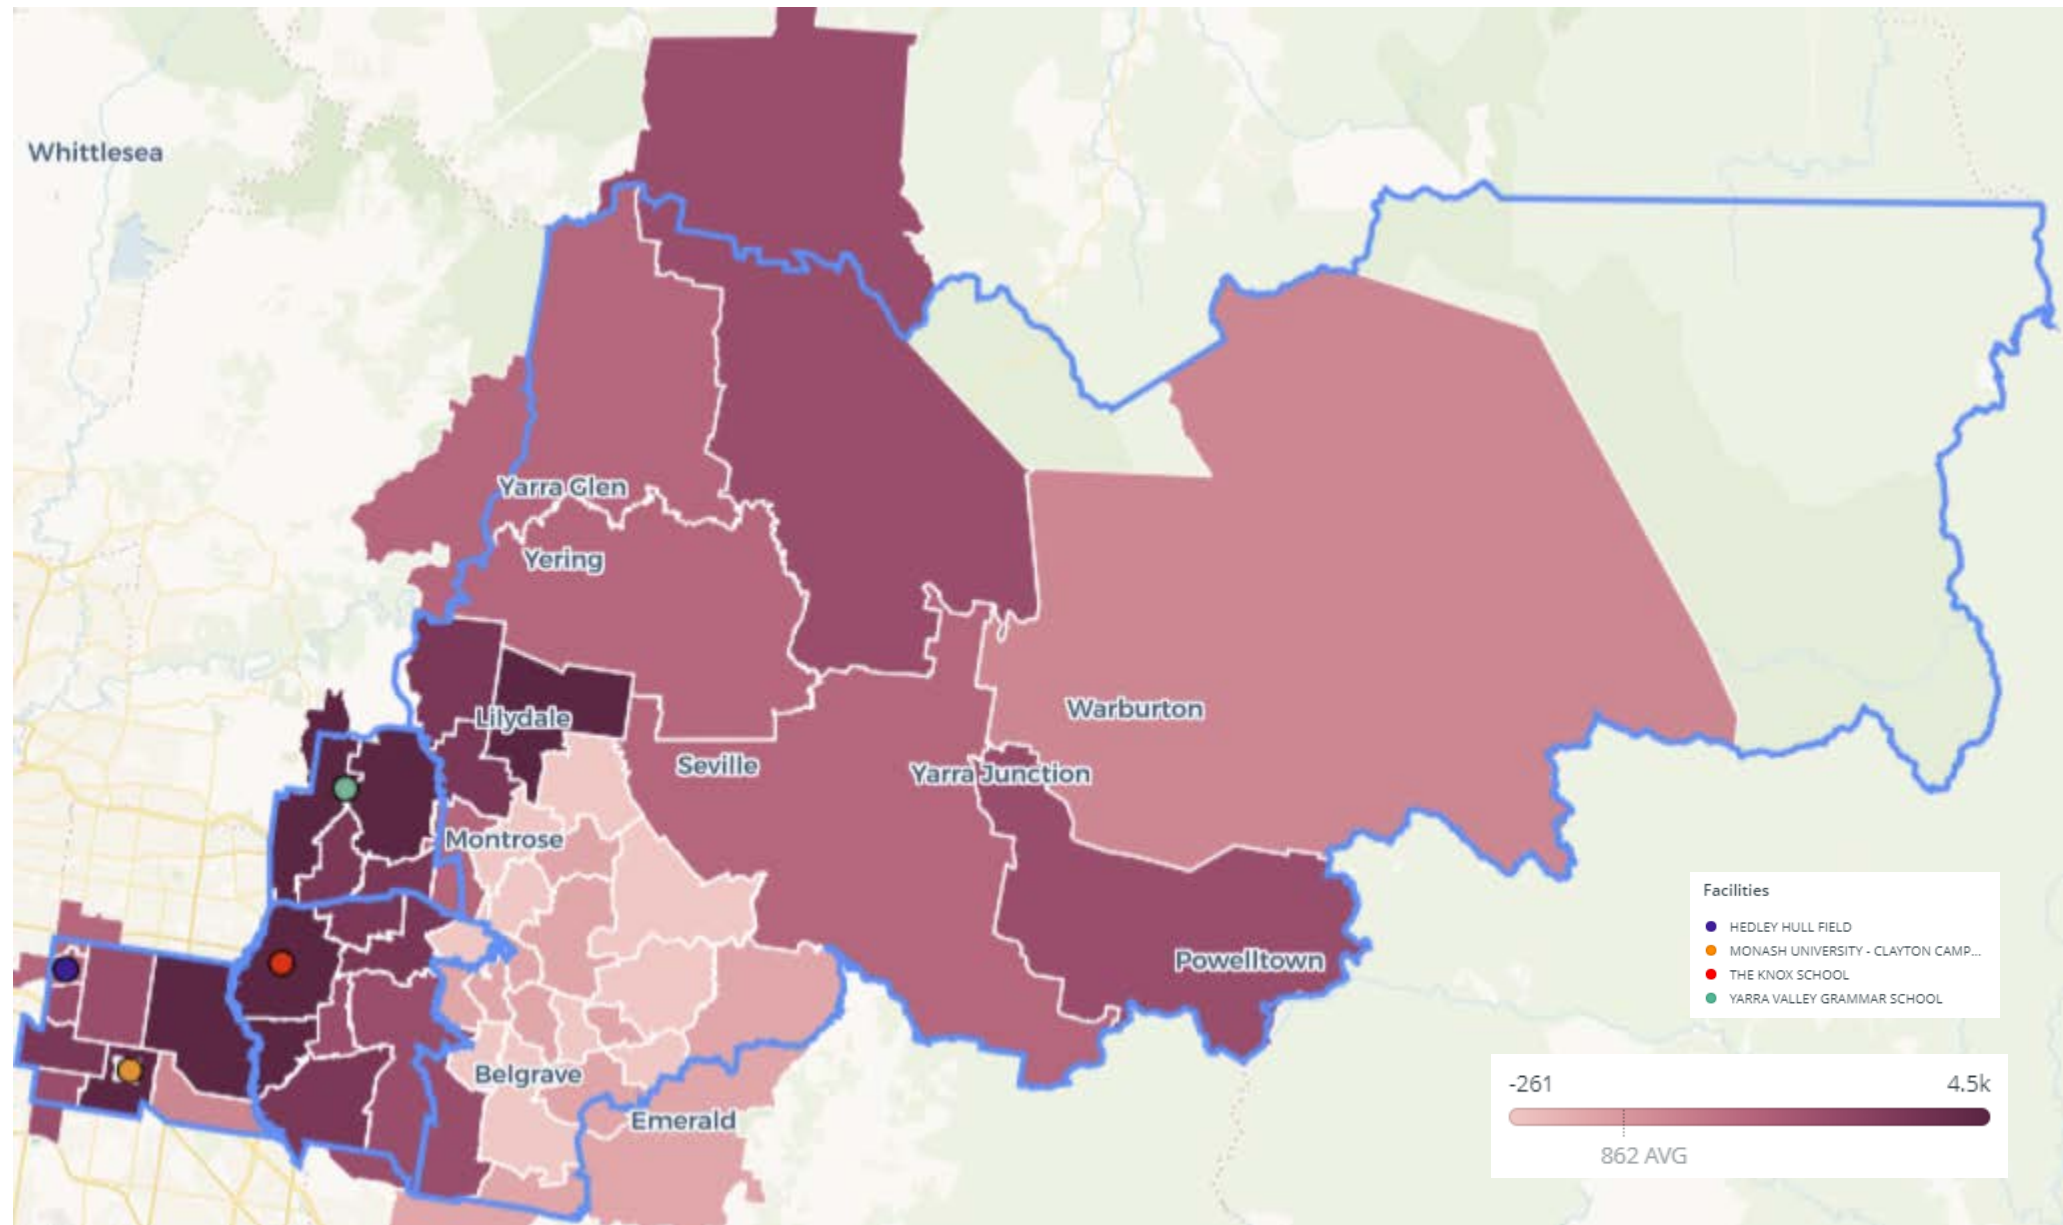 Whittlesea
Yarra Glen
Yering
Lilydale
Warburton
Seville
Yarra Junction
Montrose
Powelltown
Belgrave
Emerald
Facilities
HEDLEY HULL FIELD
MONASH UNIVERSITY - CLAYTON CAMP...
THE KNOX SCHOOL
YARRA VALLEY GRAMMAR SCHOOL
-261 4.5k
862 AVG